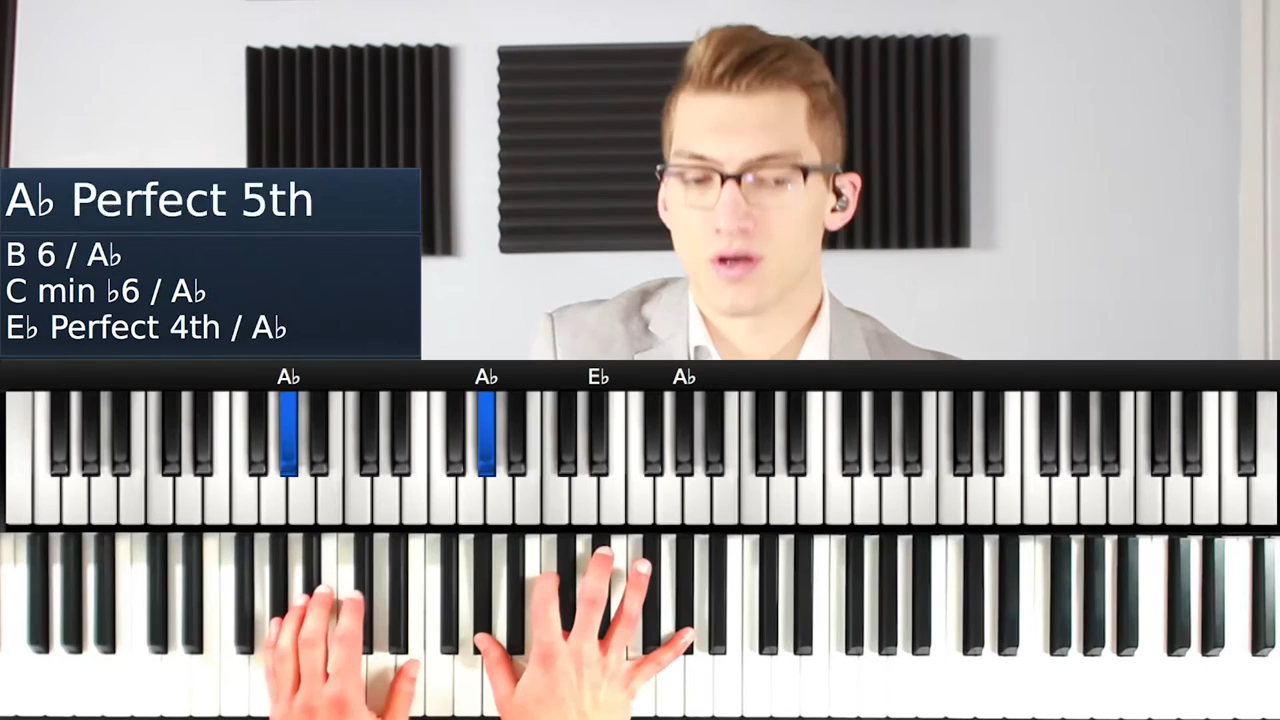 A♭ Perfect 5th
B 6 / A♭
C min ♭6 / A♭
E♭ Perfect 4th / A♭
A♭ A♭ E♭ A♭